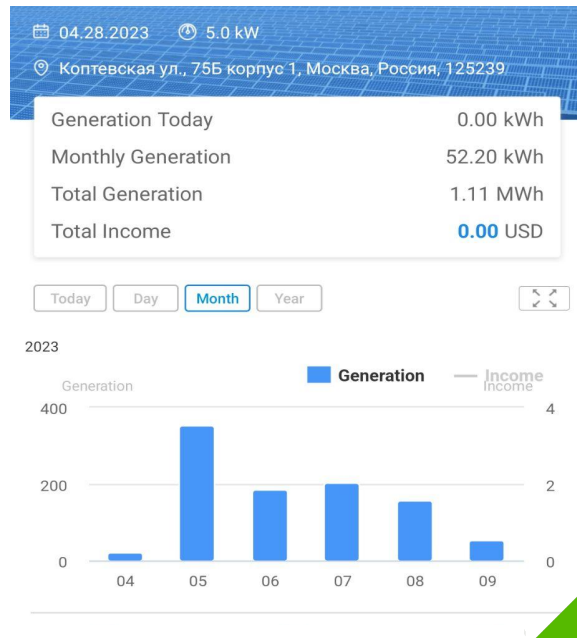 04.28.2023 5.0 kW
Коптевская ул., 75Б корпус 1, Москва, Россия, 125239
Generation Today 0.00 kWh
Monthly Generation 52.20 kWh
Total Generation 1.11 MWh
Total Income 0.00 USD
Today Day Month Year
2023
Generation Income
Generation Income
400 4
200 2
0 0
04 05 06 07 08 09